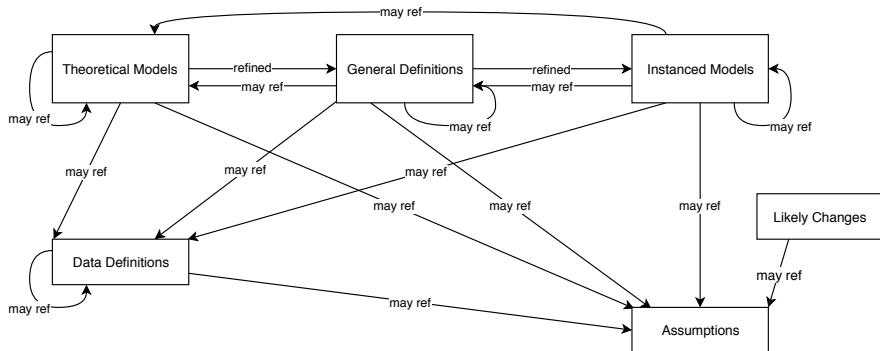 may ref
Theoretical Models
refined
General Definitions
refined
Instanced Models
may ref
may ref
may ref
may ref
may ref
may ref
may ref
may ref
may ref
may ref
may ref
Likely Changes
Data Definitions
may ref
may ref
may ref
Assumptions